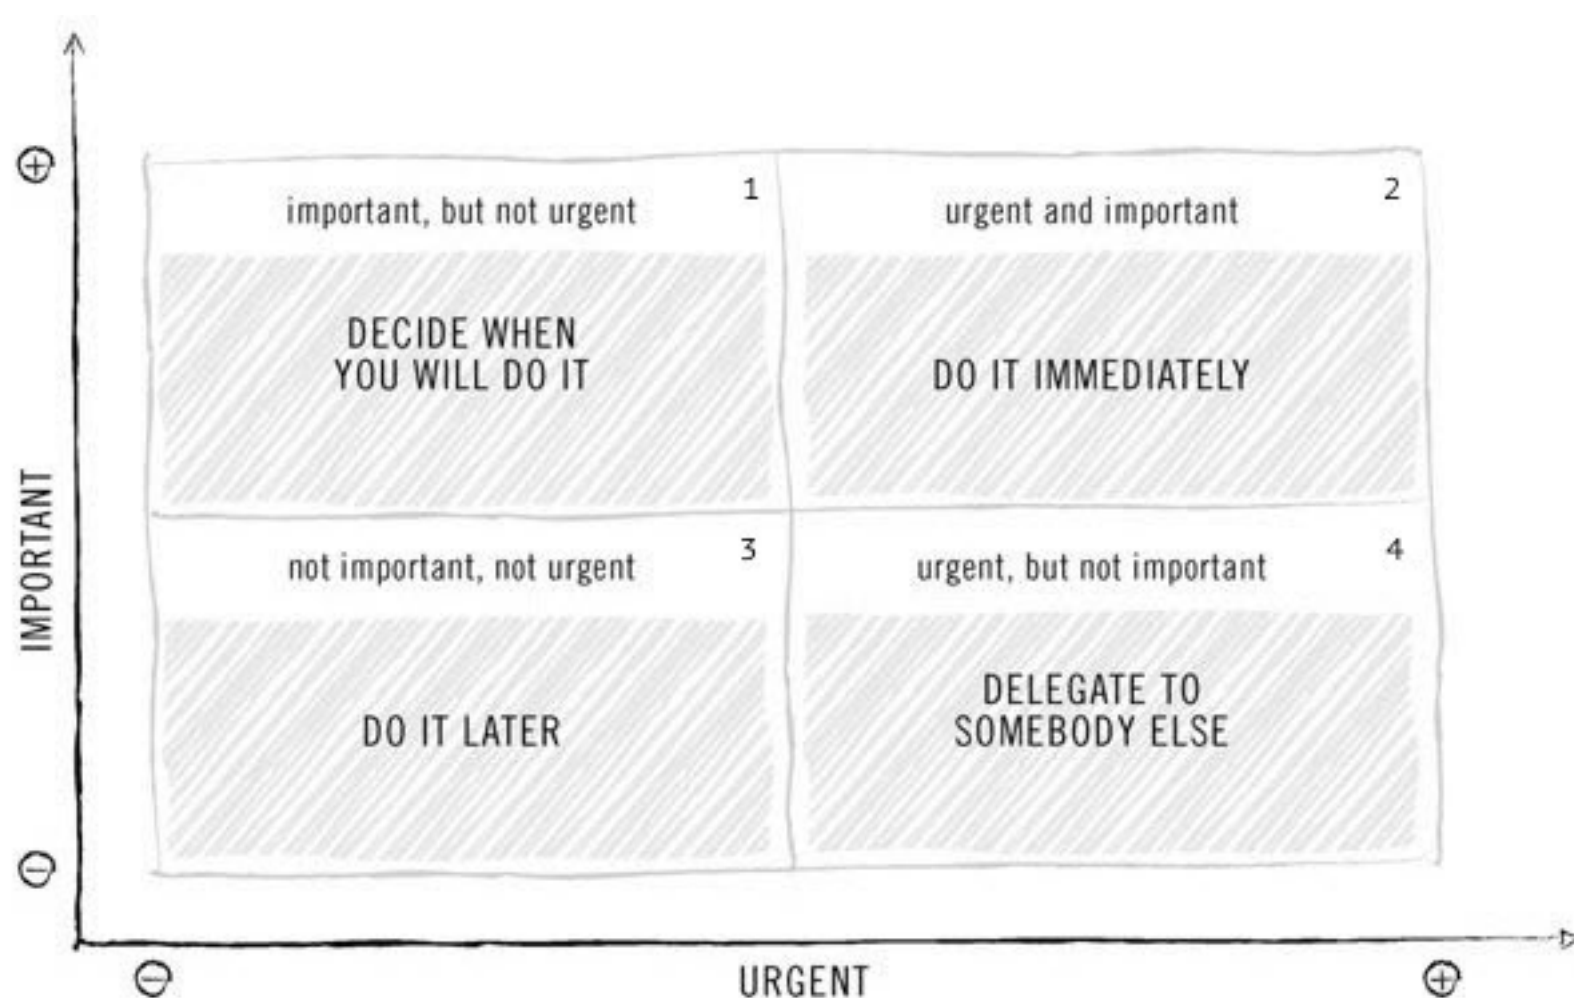 important, but not urgent
1
DECIDE WHEN
YOU WILL DO IT
urgent and important
2
DO IT IMMEDIATELY
not important, not urgent
3
DO IT LATER
urgent, but not important
4
DELEGATE TO
SOMEBODY ELSE
IMPORTANT
URGENT